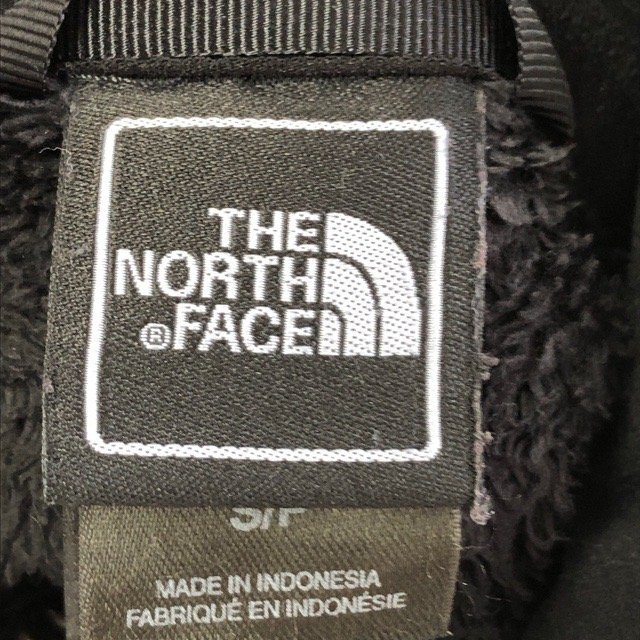 THE
NORTH
® FACE
S/P
MADE IN INDONESIA
FABRIQUÉ EN INDONÉSIE